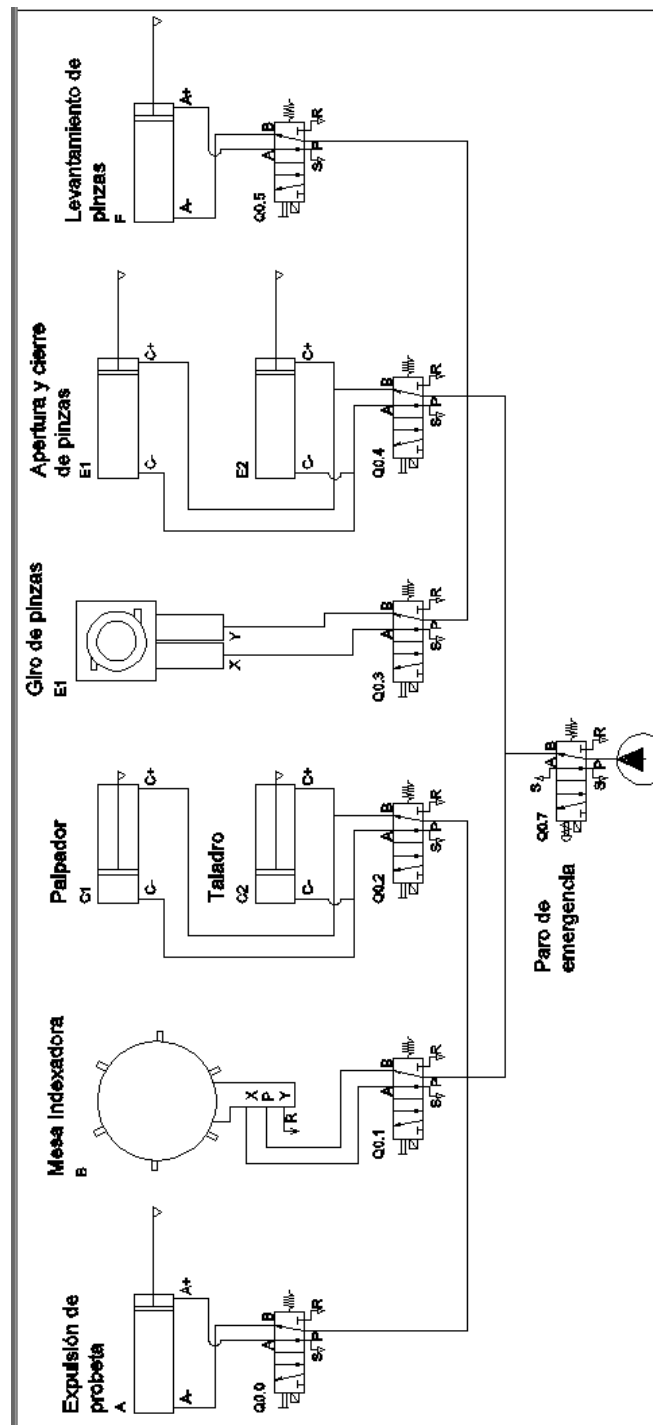 Expulsión de
probeta
A
A-
A+
Q0.0
A
B
S
P
R
Mesa Indexadora
B
X
P
Y
R
Q0.1
A
B
S
P
R
Palpador
C1
C-
C+
Taladro
C2
C-
C+
Q0.2
A
B
S
P
R
Giro de pinzas
E1
X
Y
Q0.3
A
B
S
P
R
Apertura y cierre
de pinzas
E1
C-
C+
E2
C-
C+
Q0.4
A
B
S
P
R
Levantamiento de
pinzas
F
A-
A+
Q0.5
A
B
S
P
R
Paro de
emergencia
Q0.7
S
A
B
S
P
R